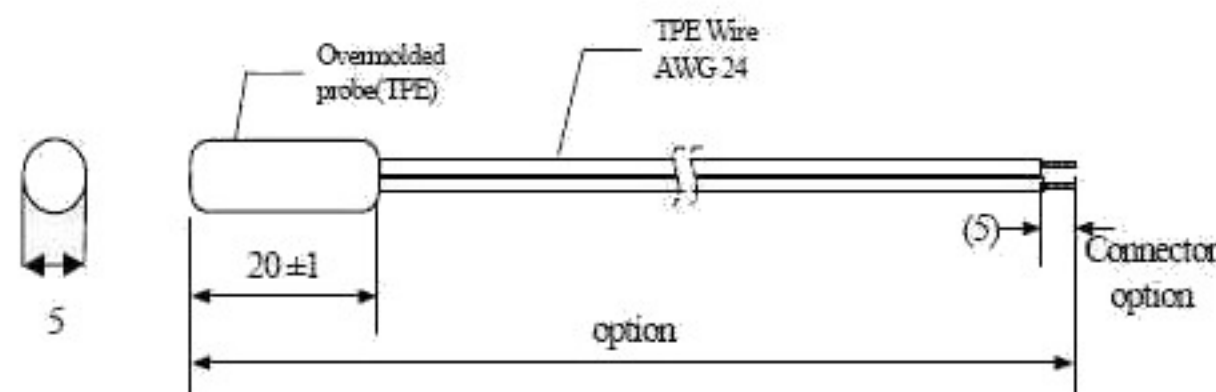 Overmolded
probe(TPE)
TPE Wire
AWG 24
5
20 ±1
(5)
Connector
option
option